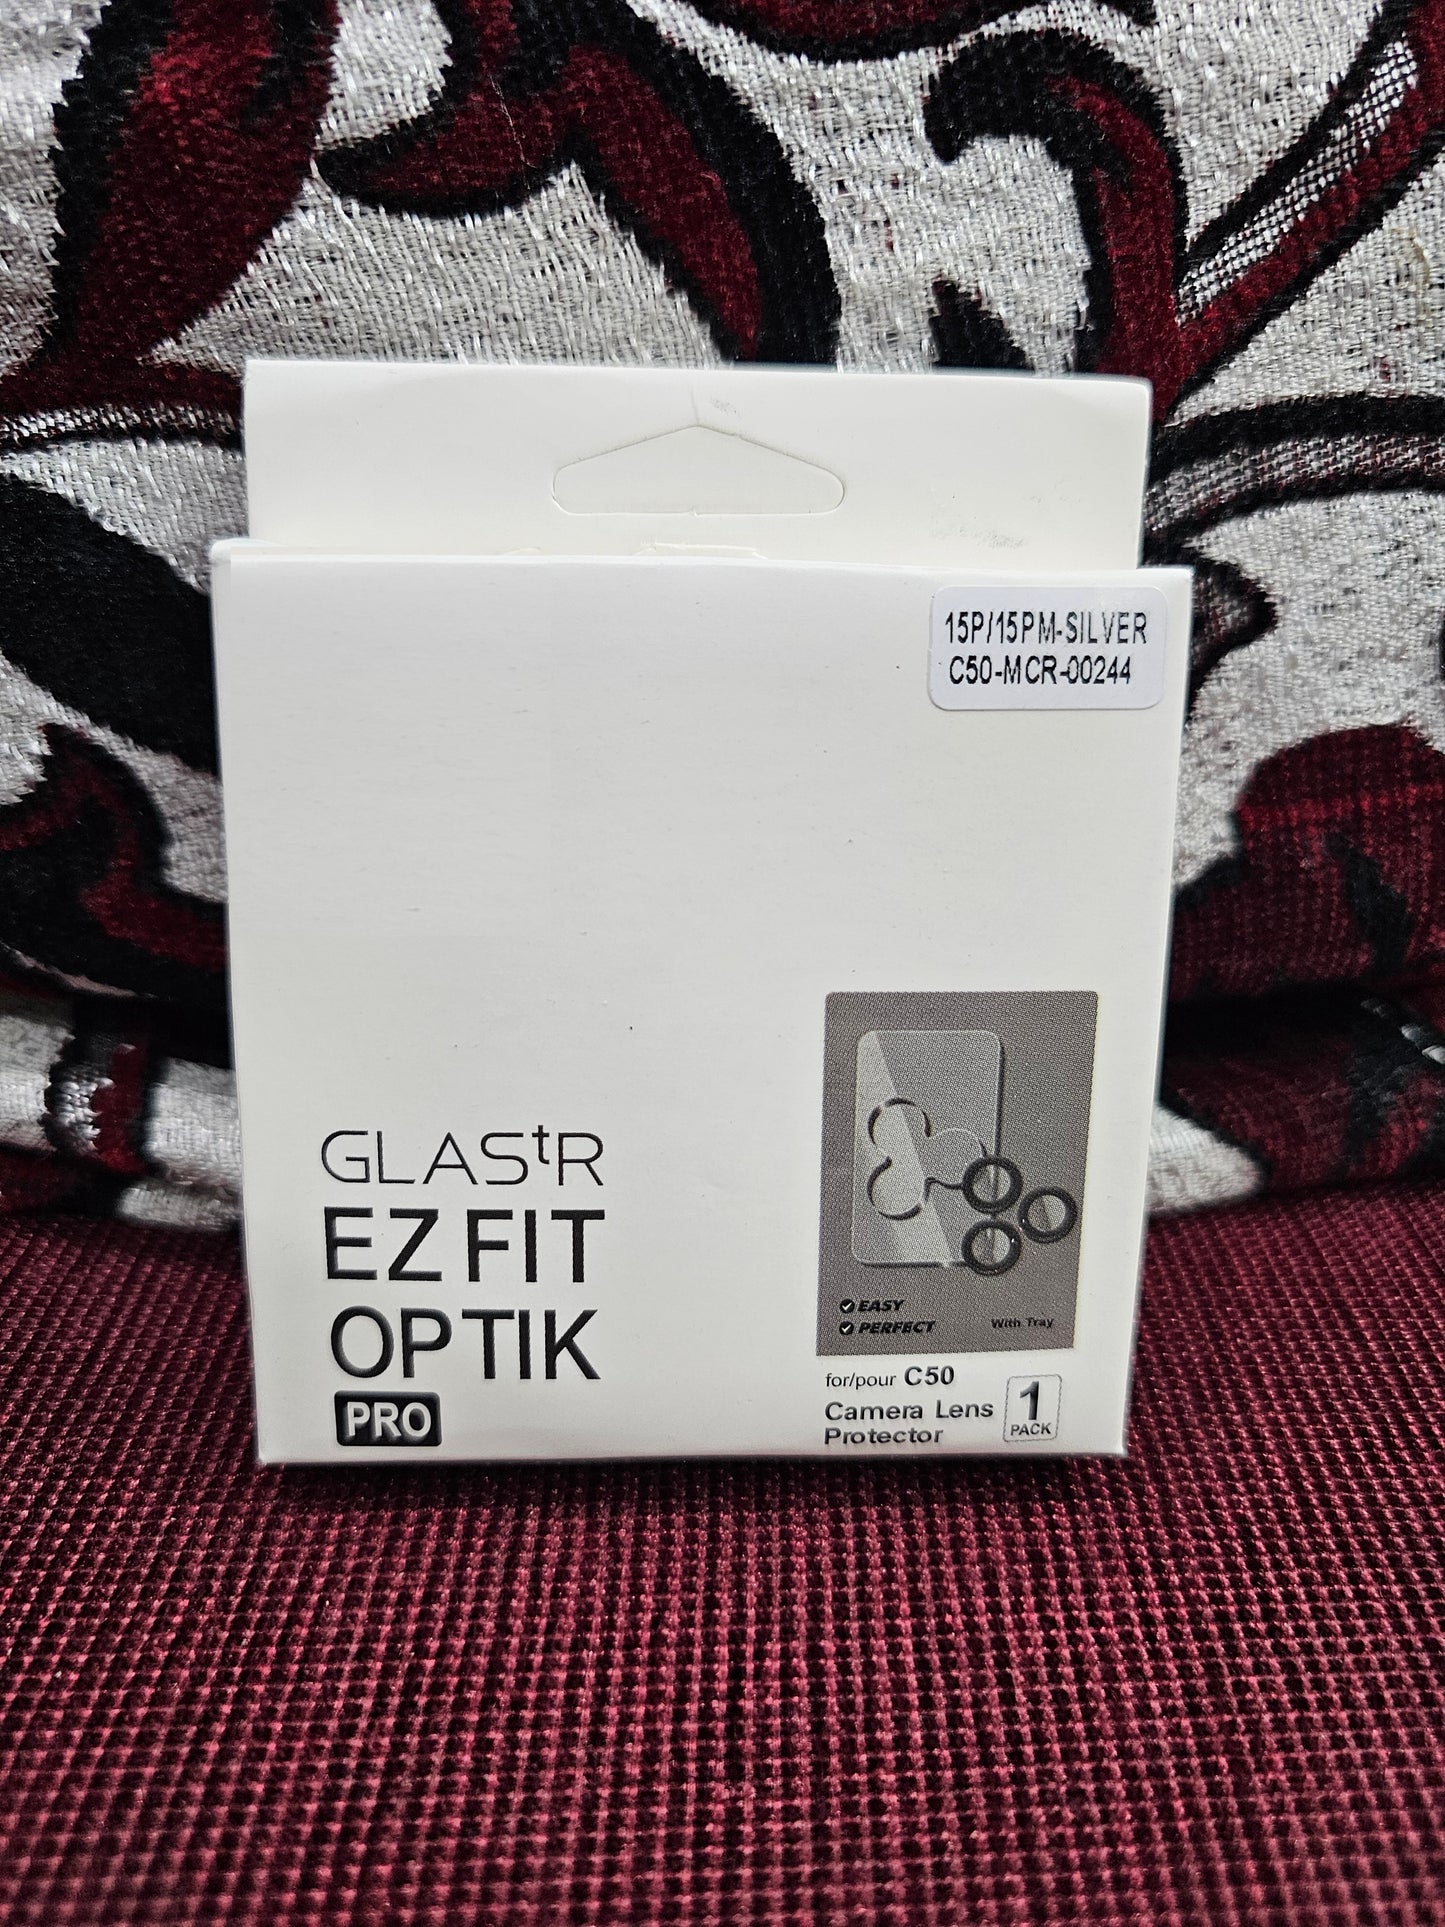 15P/15PM-SILVER
C50-MCR-00244
GLAStR
EZ FIT
OPTIK
PRO
EASY
PERFECT
With Tray
for/pour C50
Camera Lens
Protector
1
PACK